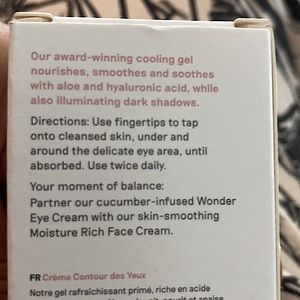 Our award-winning cooling gel
nourishes, smoothes and soothes
with aloe and hyaluronic acid, while
also illuminating dark shadows.
Directions: Use fingertips to tap
onto cleansed skin, under and
around the delicate eye area, until
absorbed. Use twice daily.
Your moment of balance:
Partner our cucumber-infused Wonder
Eye Cream with our skin-smoothing
Moisture Rich Face Cream.
FR Crème Contour des Yeux
Notre gel rafraîchissant primé, riche en acide
nourrit et apaise